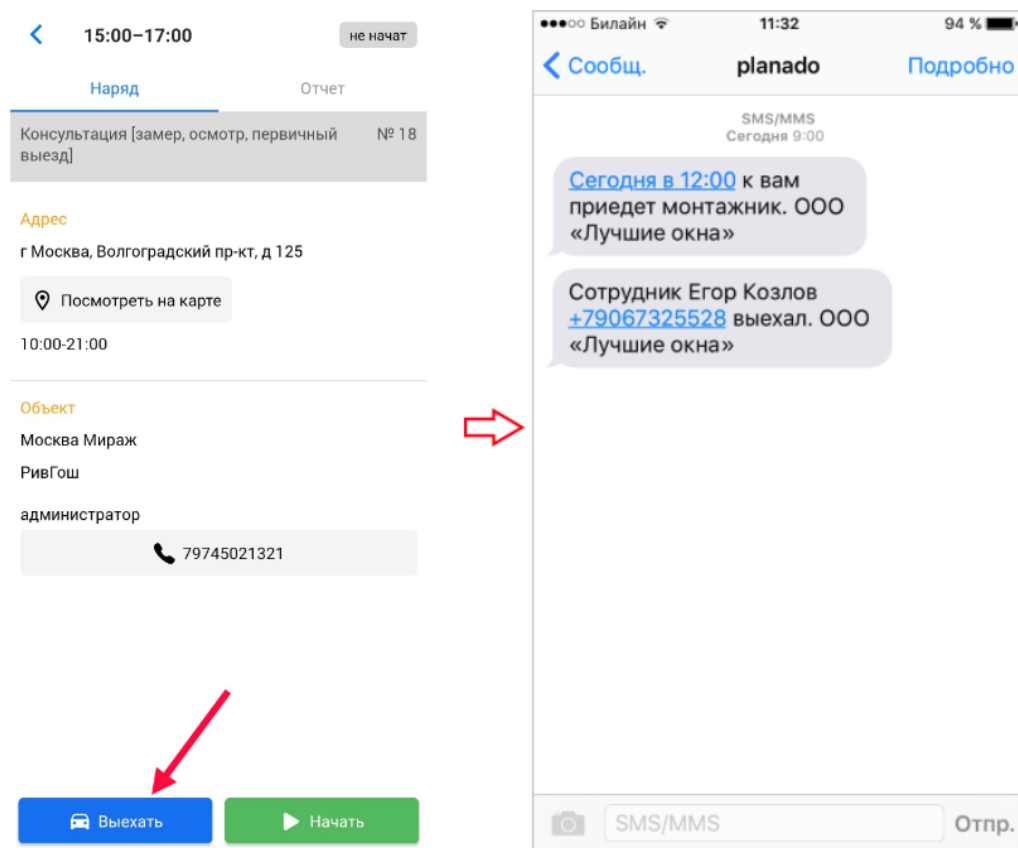 15:00–17:00
не начат
Наряд
Отчет
Консультация [замер, осмотр, первичный
выезд]
№ 18
Адрес
г Москва, Волгоградский пр-кт, д 125
Посмотреть на карте
10:00-21:00
Объект
Москва Мираж
РивГош
администратор
79745021321
Выехать
Начать
Билайн
11:32
94 %
Сообщ.
planado
Подробно
SMS/MMS
Сегодня 9:00
Сегодня в 12:00 к вам
приедет монтажник. ООО
«Лучшие окна»
Сотрудник Егор Козлов
+79067325528 выехал. ООО
«Лучшие окна»
SMS/MMS
Отпр.